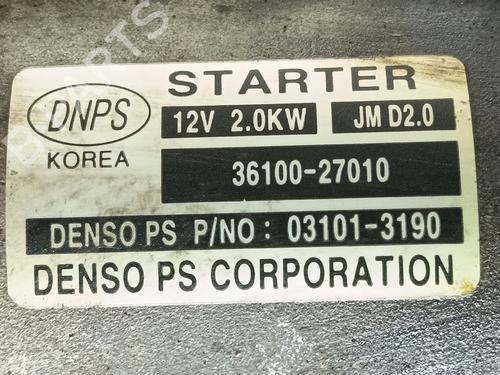 STARTER
DNPS
KOREA
12V 2.0KW
JM D2.0
36100-27010
DENSO PS P/NO : 03101-3190
DENSO PS CORPORATION